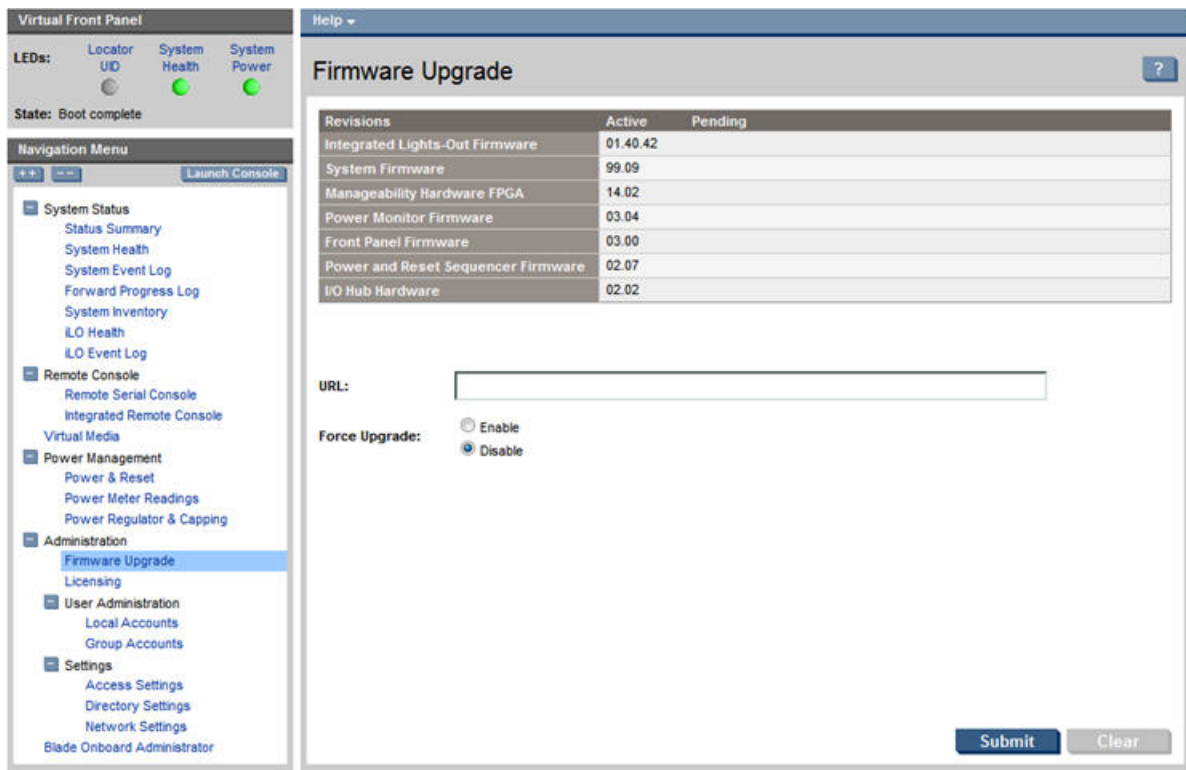 Virtual Front Panel
LEDs:
Locator UID
System Health
System Power
State: Boot complete
Navigation Menu
++ -- Launch Console
System Status
Status Summary
System Health
System Event Log
Forward Progress Log
System Inventory
iLO Health
iLO Event Log
Remote Console
Remote Serial Console
Integrated Remote Console
Virtual Media
Power Management
Power & Reset
Power Meter Readings
Power Regulator & Capping
Administration
Firmware Upgrade
Licensing
User Administration
Local Accounts
Group Accounts
Settings
Access Settings
Directory Settings
Network Settings
Blade Onboard Administrator
Help
Firmware Upgrade
?
Revisions Active Pending
Integrated Lights-Out Firmware 01.40.42
System Firmware 99.09
Manageability Hardware FPGA 14.02
Power Monitor Firmware 03.04
Front Panel Firmware 03.00
Power and Reset Sequencer Firmware 02.07
I/O Hub Hardware 02.02
URL:
Force Upgrade:
Enable
Disable
Submit Clear